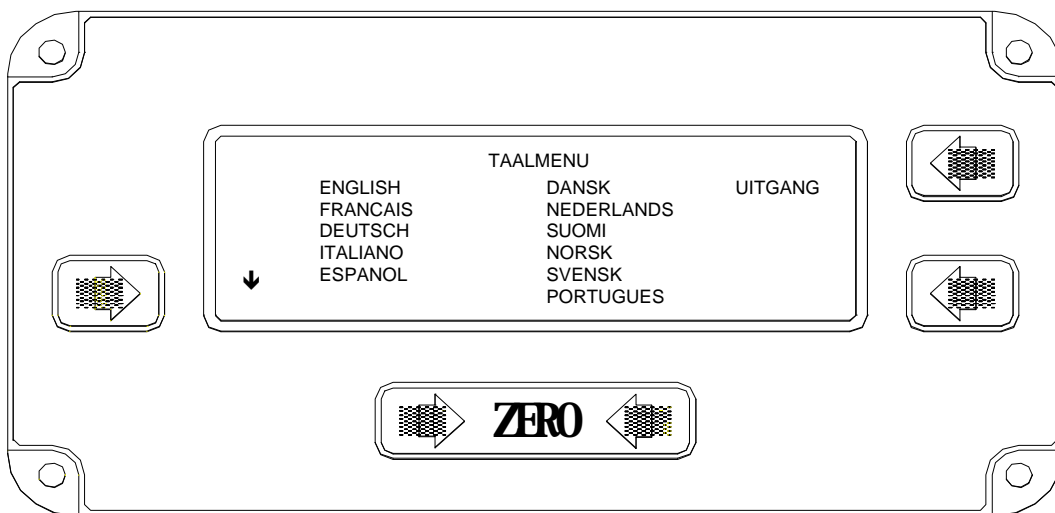 TAALMENU
ENGLISH DANSK UITGANG
FRANCAIS NEDERLANDS
DEUTSCH SUOMI
ITALIANO NORSK
ESPANOL SVENSK
PORTUGUES
ZERO